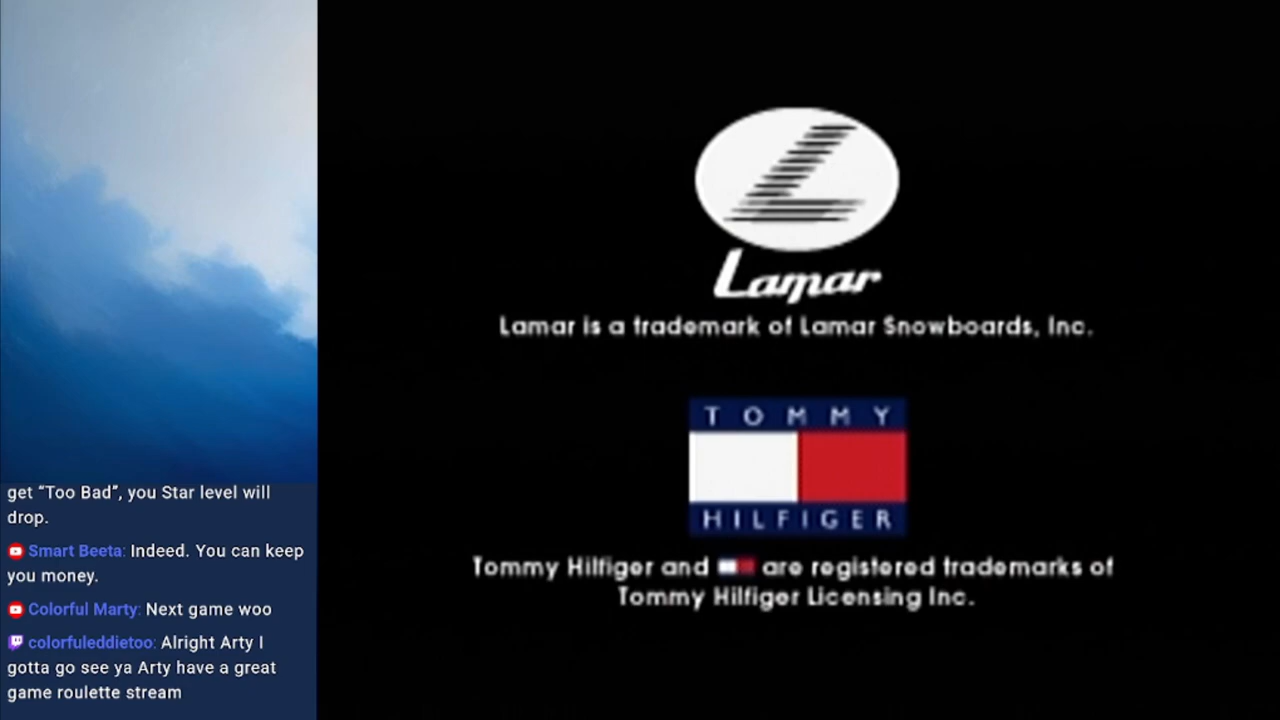 get “Too Bad”, you Star level will
drop.
Smart Beeta: Indeed. You can keep
you money.
Colorful Marty: Next game woo
colorfuleddietoo: Alright Arty I
gotta go see ya Arty have a great
game roulette stream
L
Lamar
Lamar is a trademark of Lamar Snowboards, Inc.
TOMMY
HILFIGER
Tommy Hilfiger and are registered trademarks of
Tommy Hilfiger Licensing Inc.